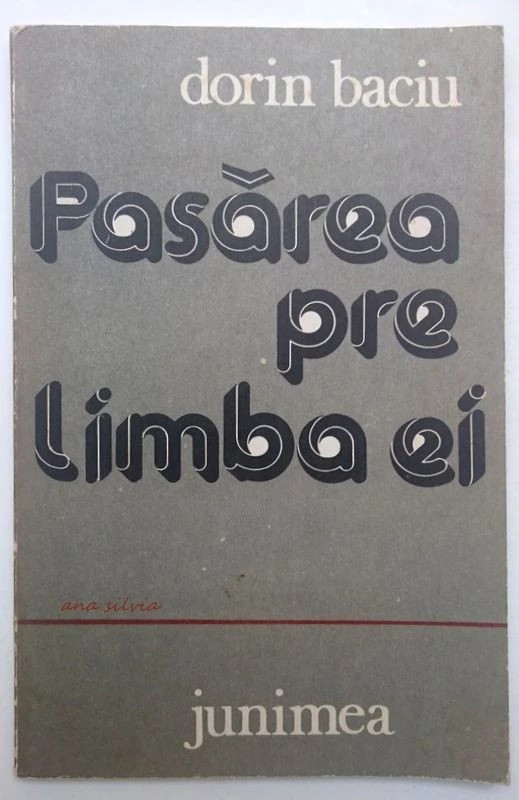 dorin baciu
Pasărea
pre
limba ei
ana silvia
junimea